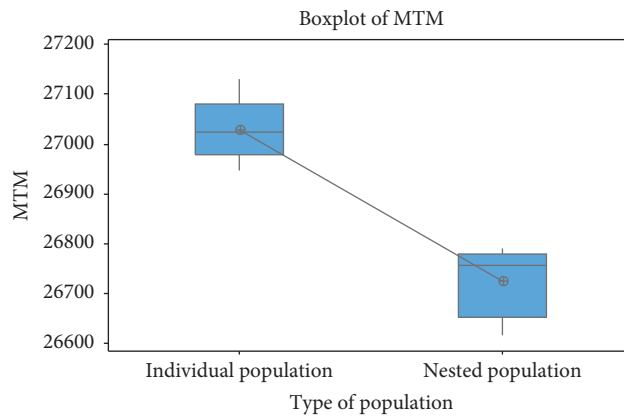 Boxplot of MTM
27200
27100
27000
26900
26800
26700
26600
MTM
Individual population
Nested population
Type of population